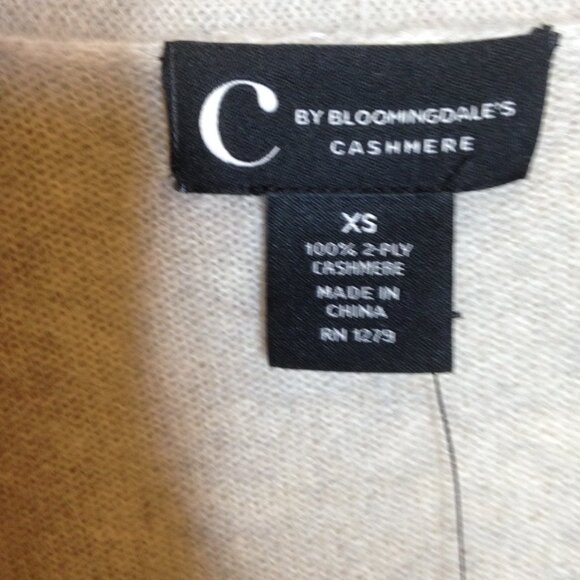 C BY BLOOMINGDALE'S
CASHMERE
XS
100% 2-PLY
CASHMERE
MADE IN
CHINA
RN 1279